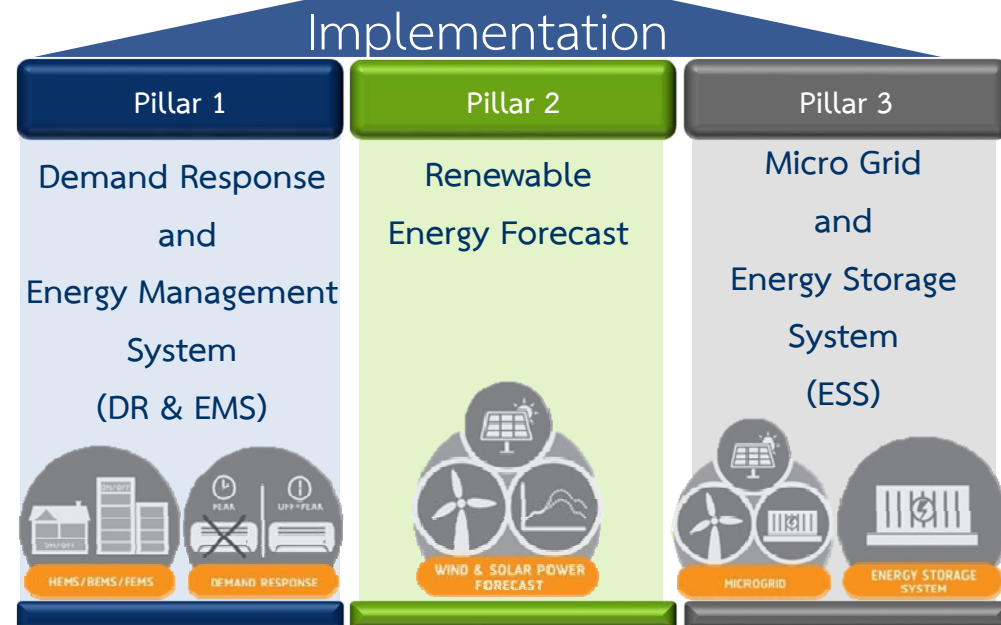 Implementation
Pillar 1
Demand Response
and
Energy Management
System
(DR & EMS)
ON/OFF
ON/OFF
HEMS/BEMS/FEMS
PEAK
OFF-PEAK
DEMAND RESPONSE
Pillar 2
Renewable
Energy Forecast
WIND & SOLAR POWER
FORECAST
Pillar 3
Micro Grid
and
Energy Storage
System
(ESS)
MICROGRID
ENERGY STORAGE
SYSTEM